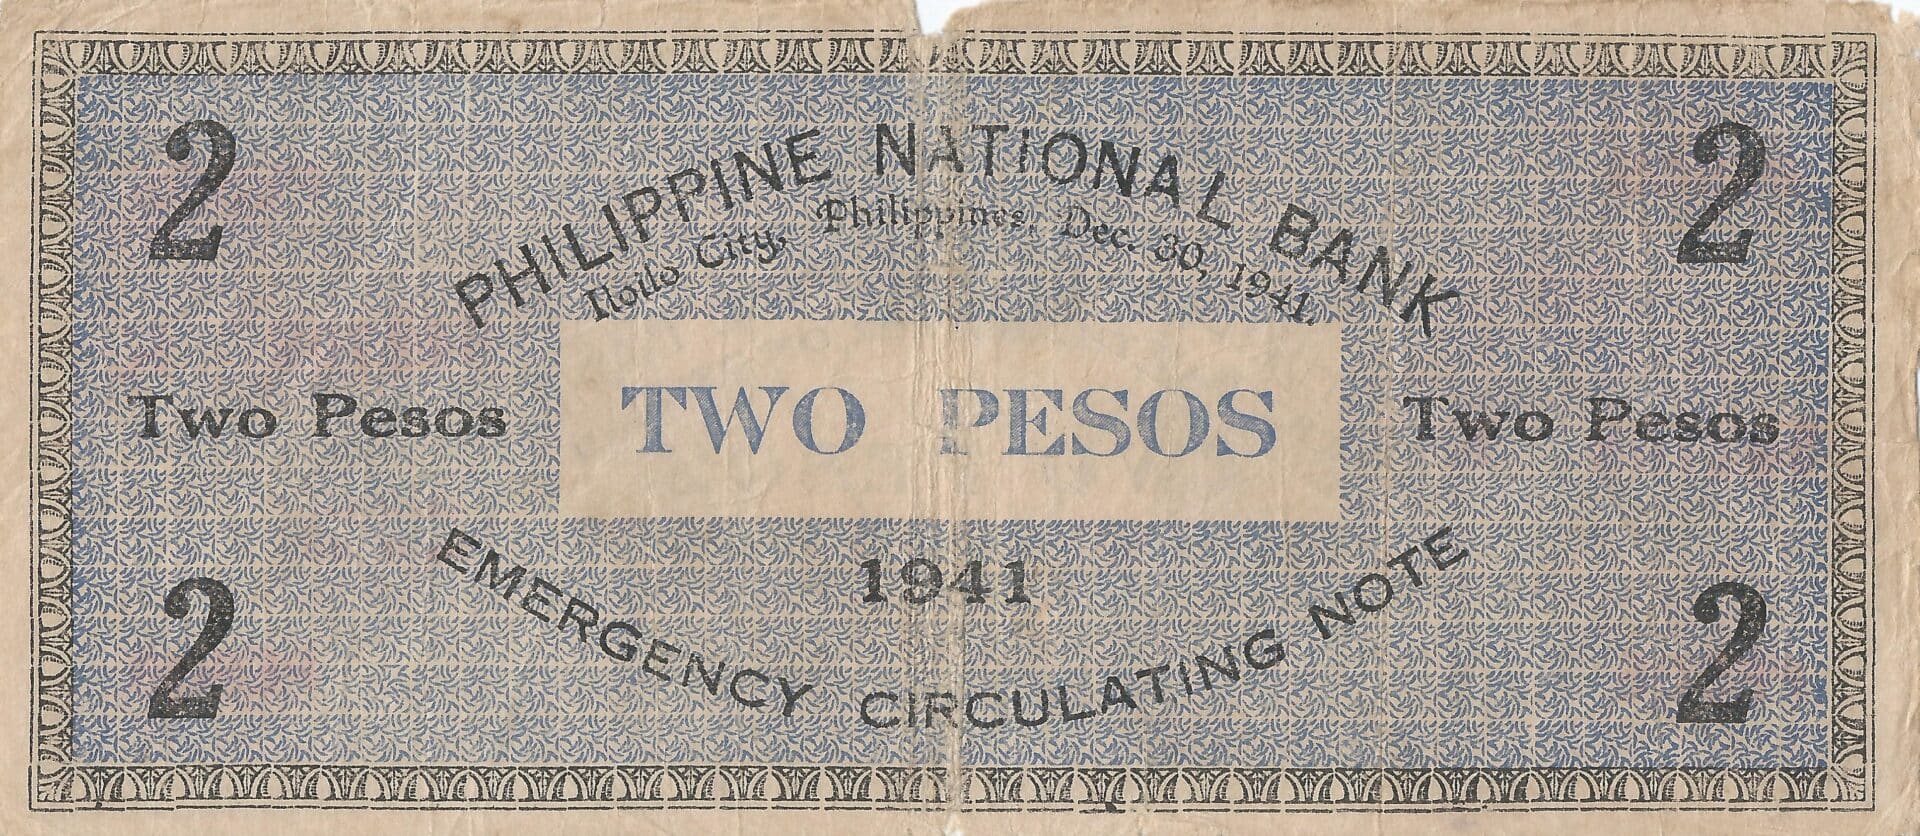 2
2
PHILIPPINE NATIONAL BANK
Iloilo City, Philippines, Dec. 30, 1941.
Two Pesos
TWO PESOS
Two Pesos
1941
EMERGENCY CIRCULATING NOTE
2
2